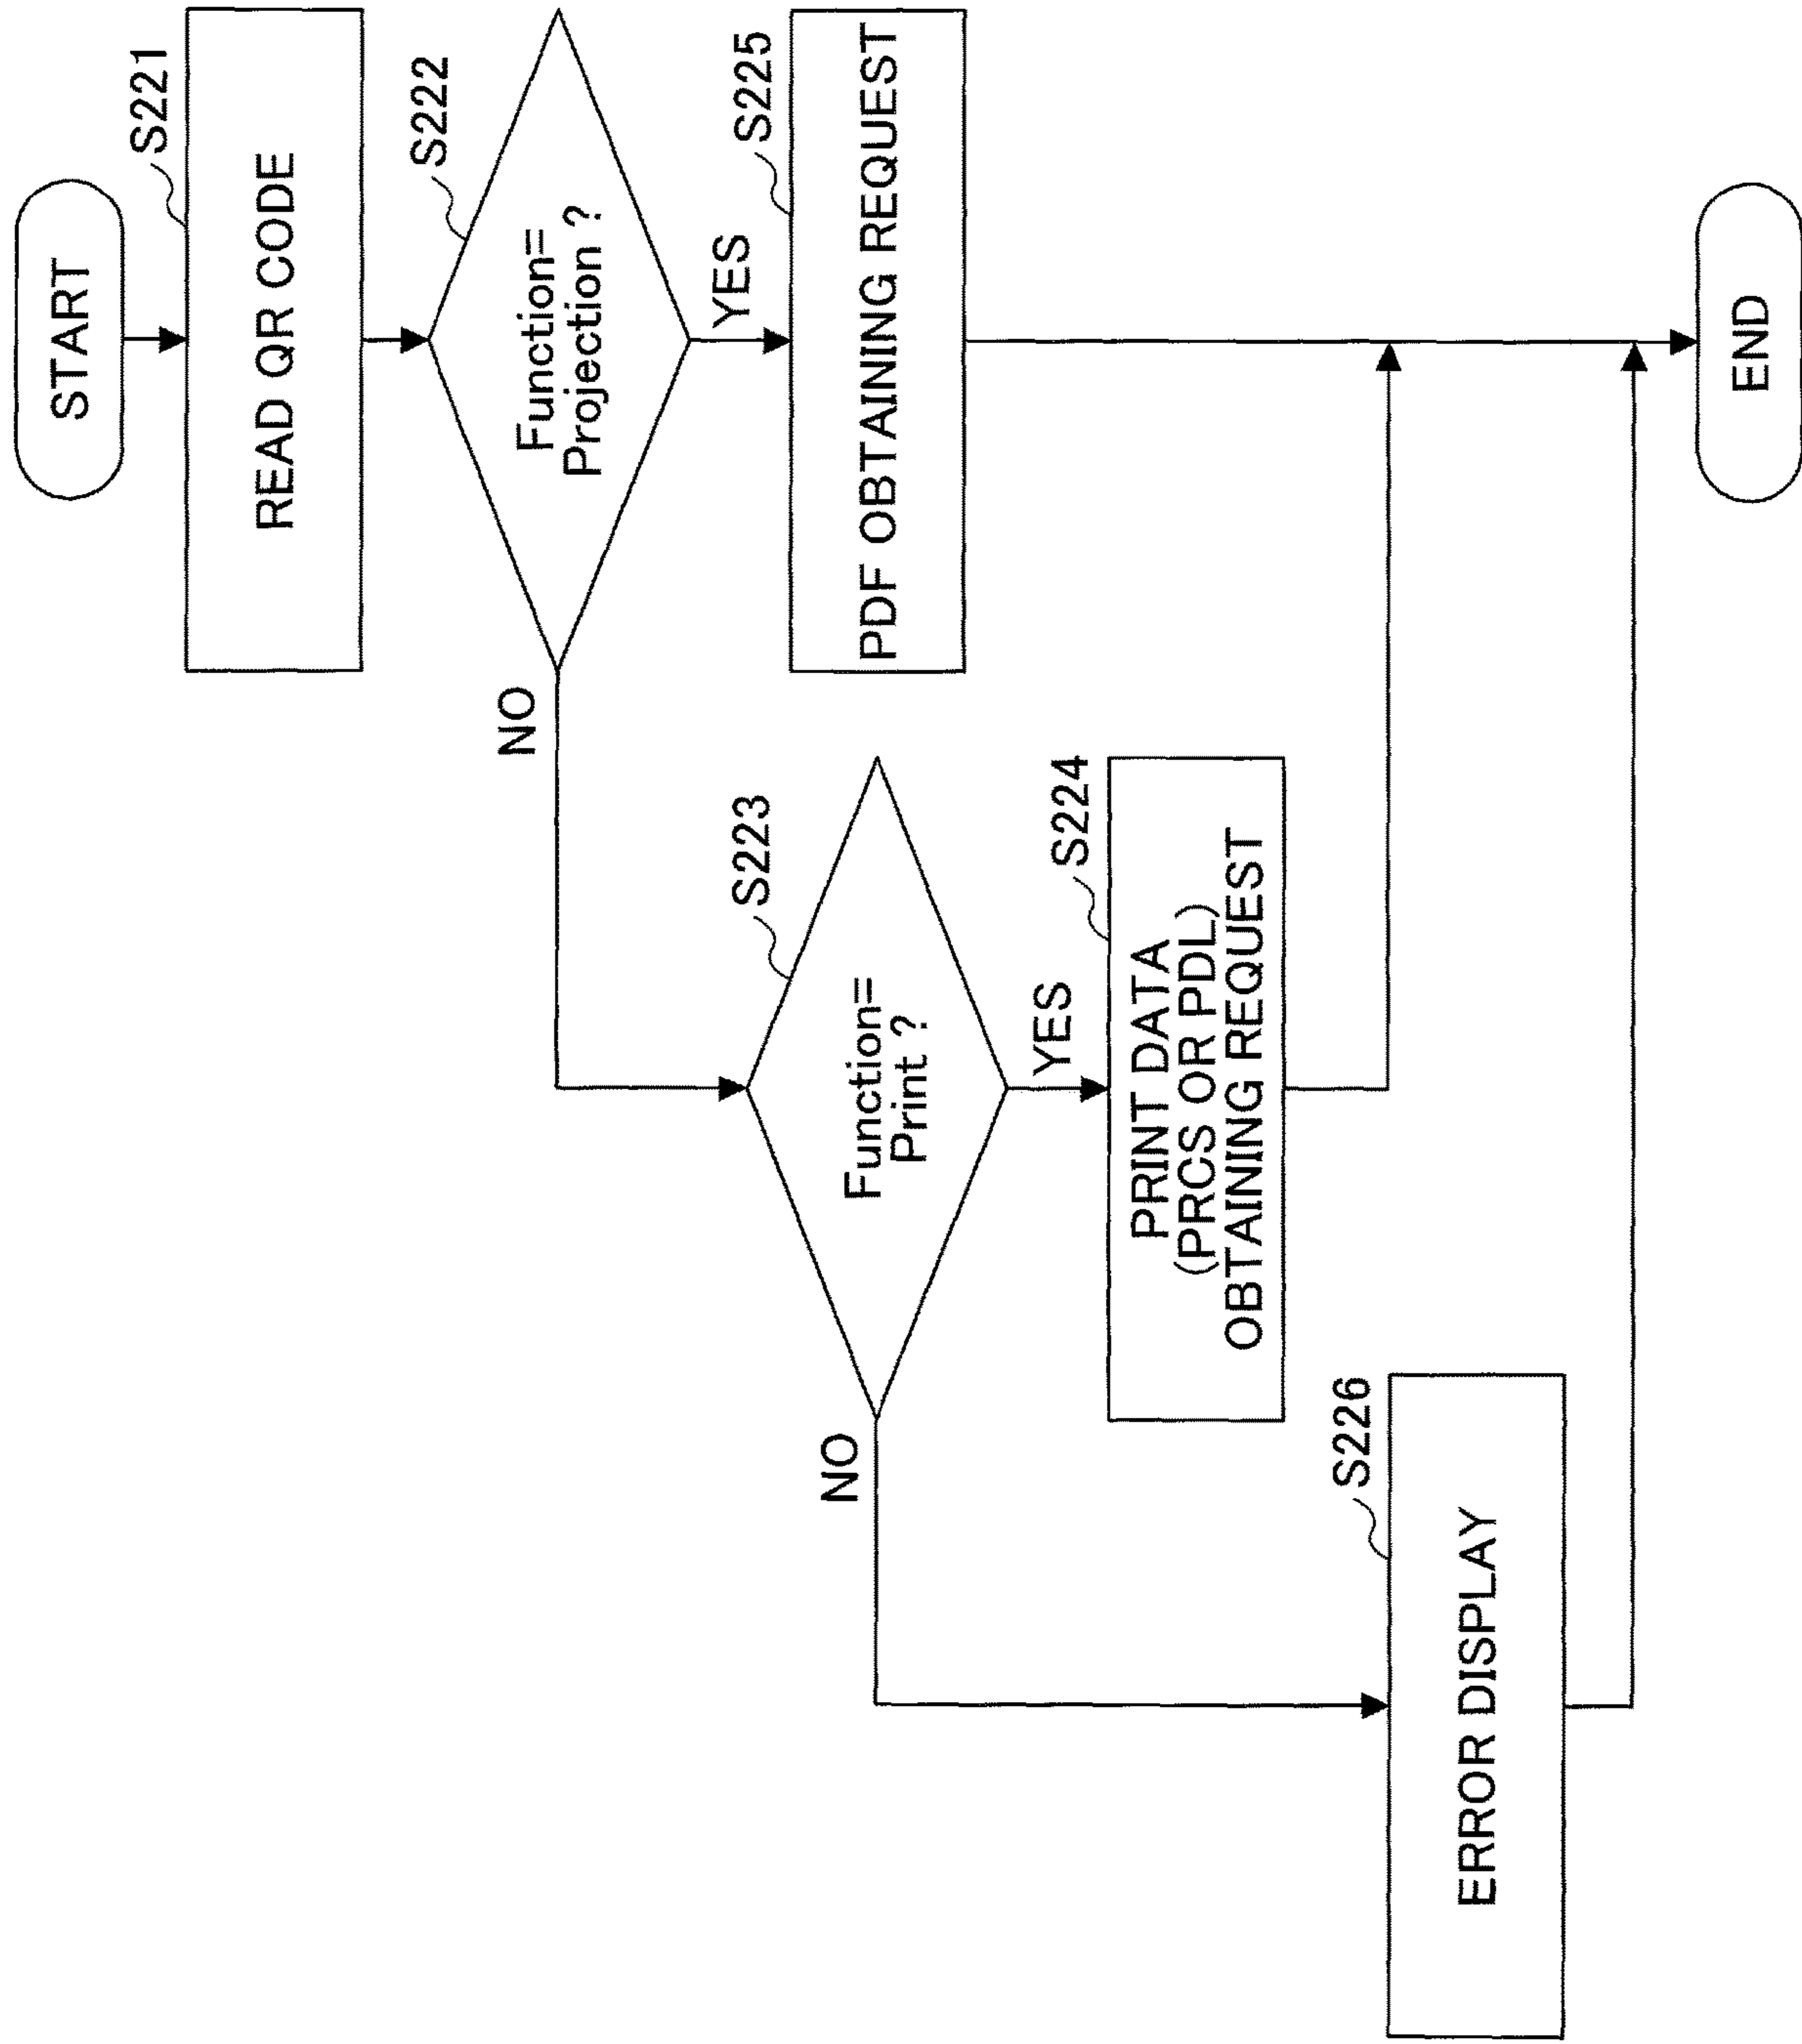 START
S221
READ QR CODE
S222
Function=
Projection ?
NO
YES
S223
S225
Function=
Print ?
PDF OBTAINING REQUEST
NO
YES
S224
PRINT DATA
(PRCS OR PDL)
OBTAINING REQUEST
S226
ERROR DISPLAY
END